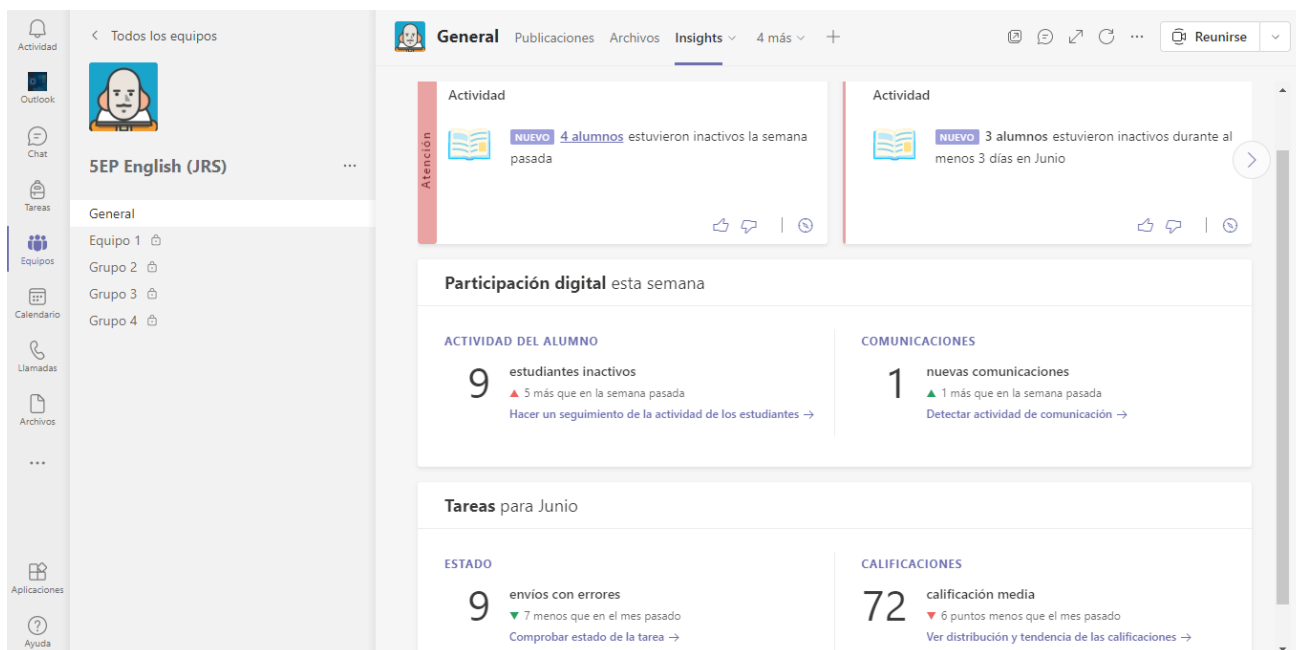 Actividad
Outlook
Chat
Tareas
Equipos
Calendario
Llamadas
Archivos
Aplicaciones
Ayuda
Todos los equipos
5EP English (JRS)
General
Equipo 1
Grupo 2
Grupo 3
Grupo 4
General Publicaciones Archivos Insights 4 más
Reunirse
Atención
Actividad
NUEVO 4 alumnos estuvieron inactivos la semana
pasada
Actividad
NUEVO 3 alumnos estuvieron inactivos durante al
menos 3 días en Junio
Participación digital esta semana
ACTIVIDAD DEL ALUMNO
9 estudiantes inactivos
5 más que en la semana pasada
Hacer un seguimiento de la actividad de los estudiantes →
COMUNICACIONES
1 nuevas comunicaciones
1 más que en la semana pasada
Detectar actividad de comunicación →
Tareas para Junio
ESTADO
9 envíos con errores
7 menos que en el mes pasado
Comprobar estado de la tarea →
CALIFICACIONES
72 calificación media
6 puntos menos que el mes pasado
Ver distribución y tendencia de las calificaciones →